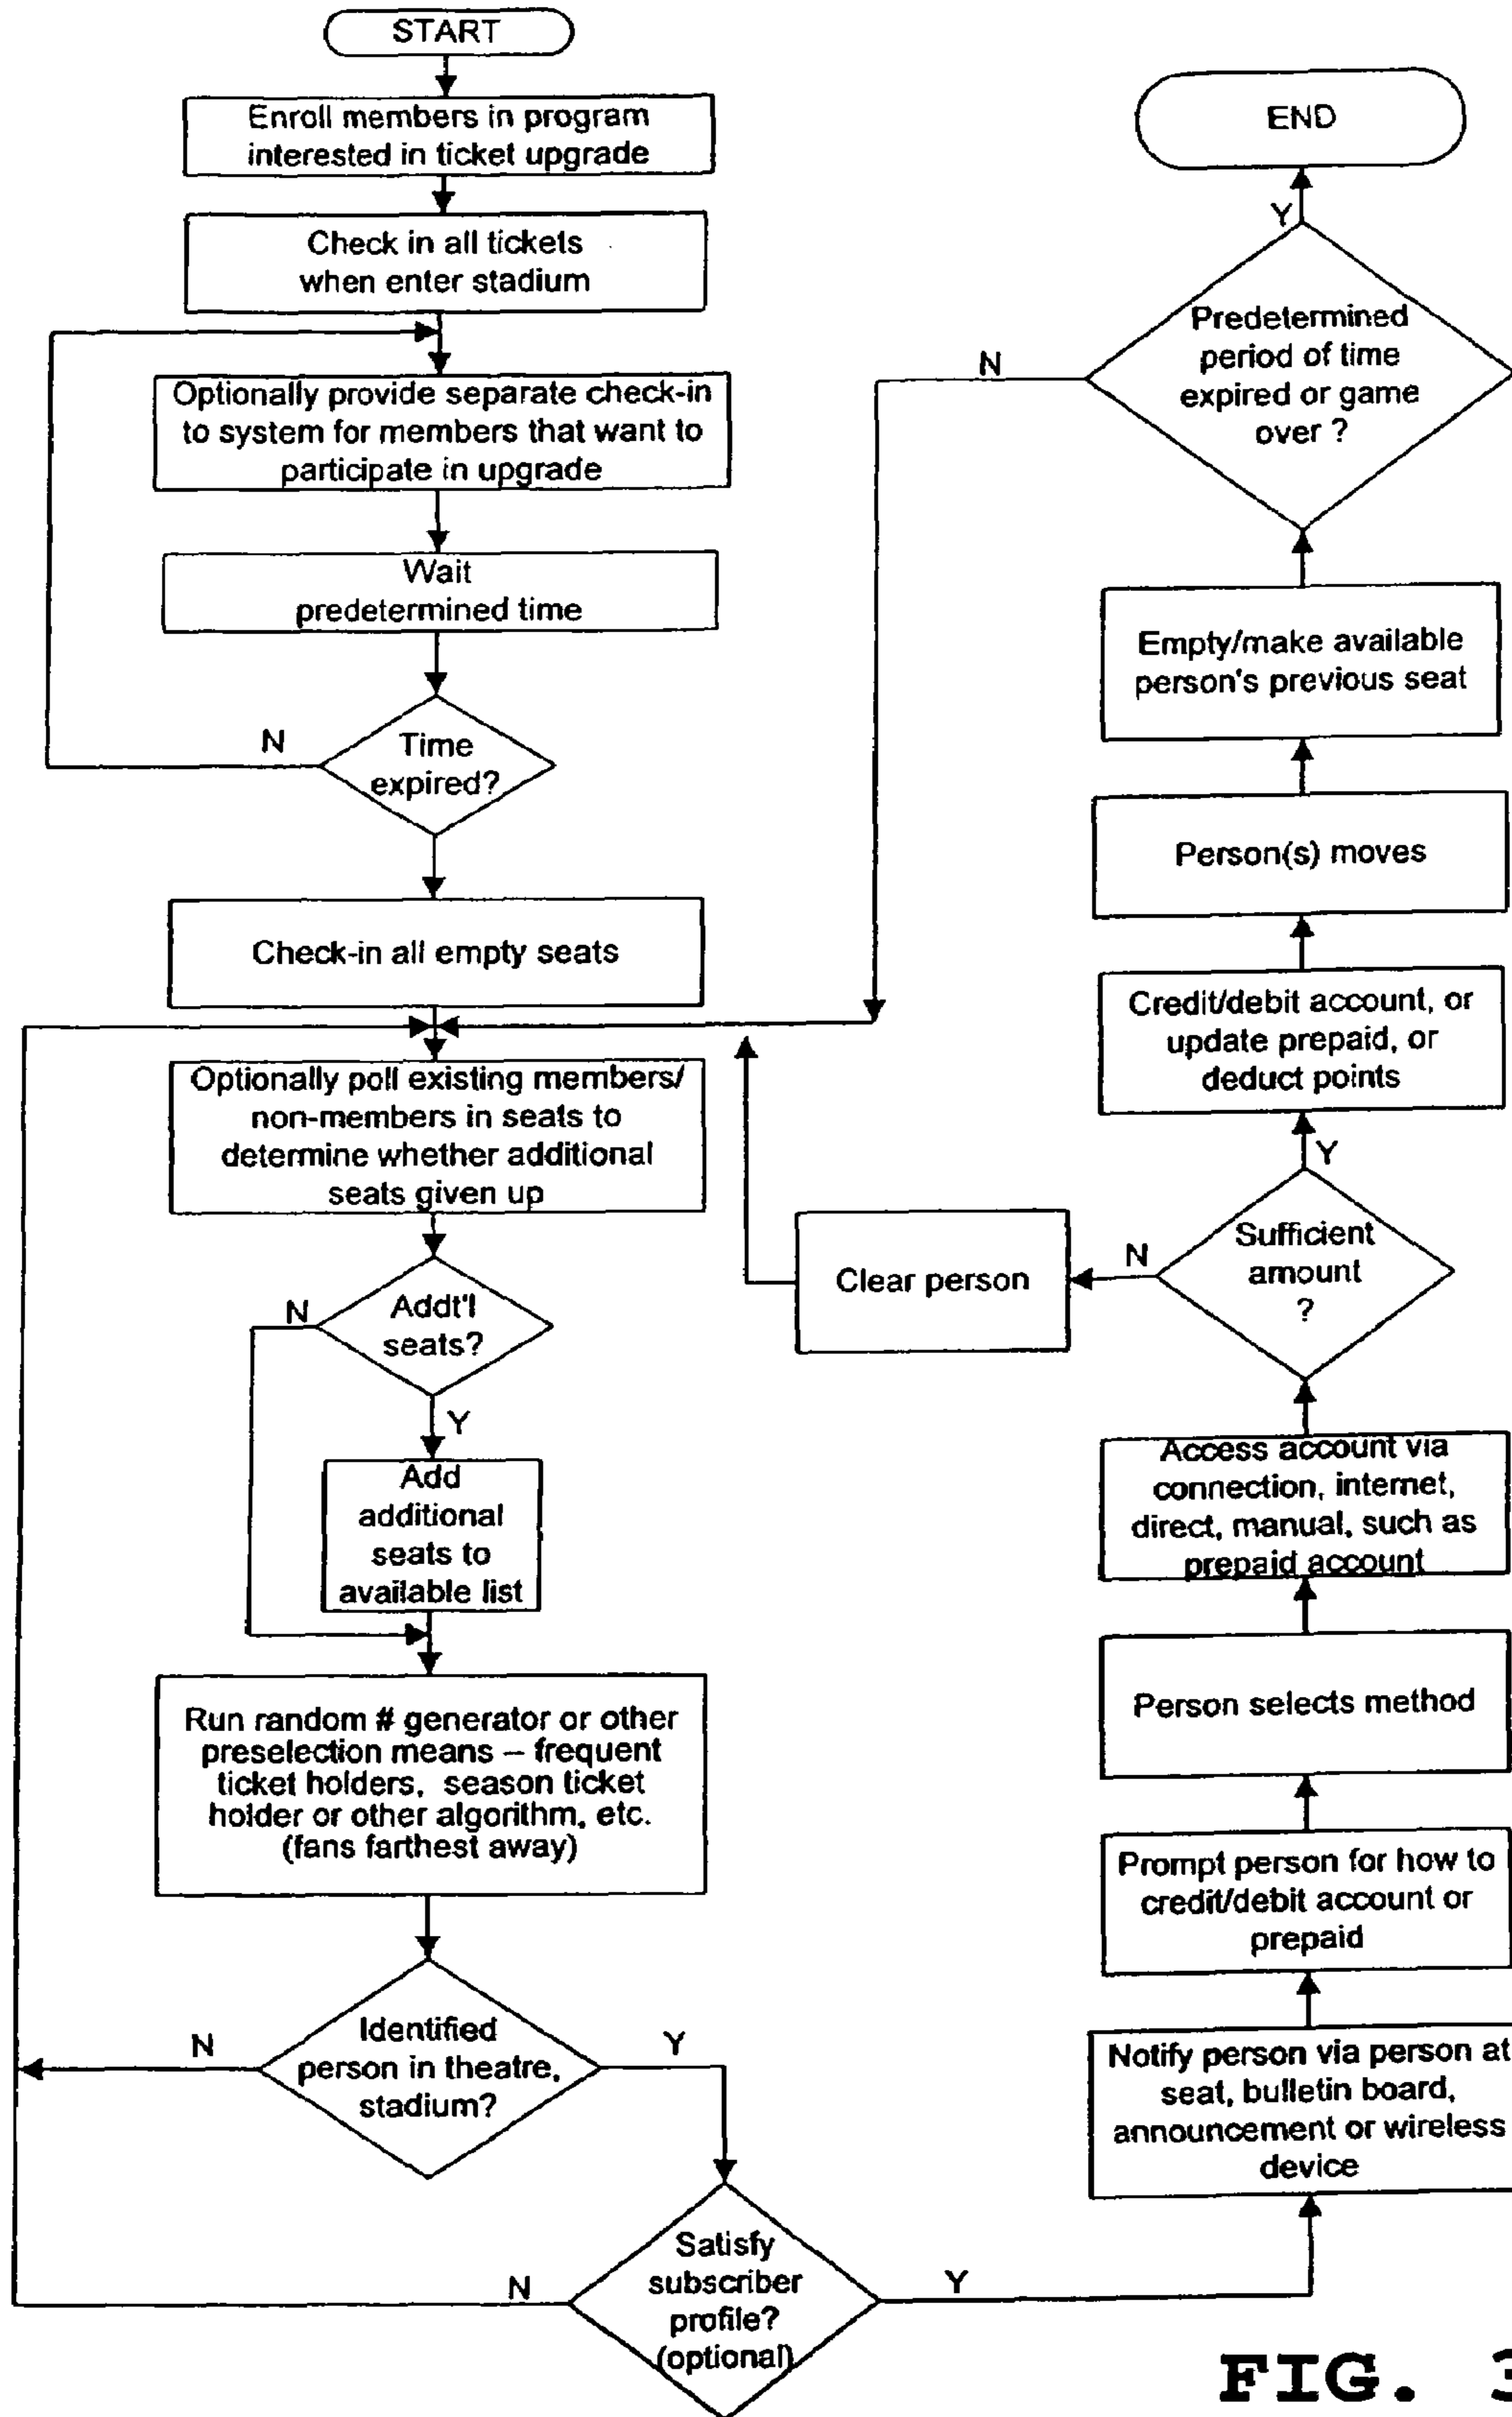 START
Enroll members in program
interested in ticket upgrade
Check in all tickets
when enter stadium
Optionally provide separate check-in
to system for members that want to
participate in upgrade
Wait
predetermined time
N
Time
expired?
Check-in all empty seats
Optionally poll existing members/
non-members in seats to
determine whether additional
seats given up
N
Addt'l
seats?
Y
Add
additional
seats to
available list
Run random # generator or other
preselection means – frequent
ticket holders, season ticket
holder or other algorithm, etc.
(fans farthest away)
N
Identified
person in theatre,
stadium?
Y
N
Satisfy
subscriber
profile?
(optional)
Y
Notify person via person at
seat, bulletin board,
announcement or wireless
device
Prompt person for how to
credit/debit account or
prepaid
Person selects method
Access account via
connection, internet,
direct, manual, such as
prepaid account
Sufficient
amount
?
N
Clear person
Y
Credit/debit account, or
update prepaid, or
deduct points
Person(s) moves
Empty/make available
person's previous seat
Predetermined
period of time
expired or game
over ?
N
Y
END
FIG. 3